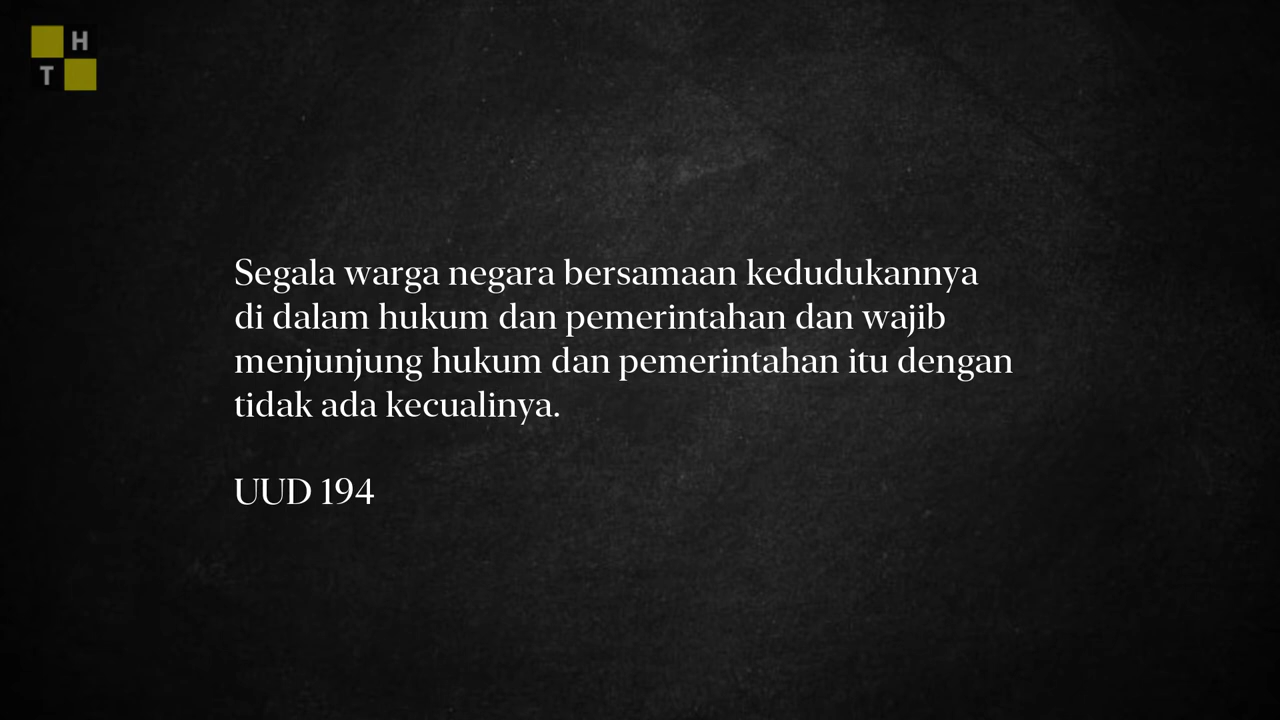 H
T
Segala warga negara bersamaan kedudukannya
di dalam hukum dan pemerintahan dan wajib
menjunjung hukum dan pemerintahan itu dengan
tidak ada kecualinya.
UUD 194